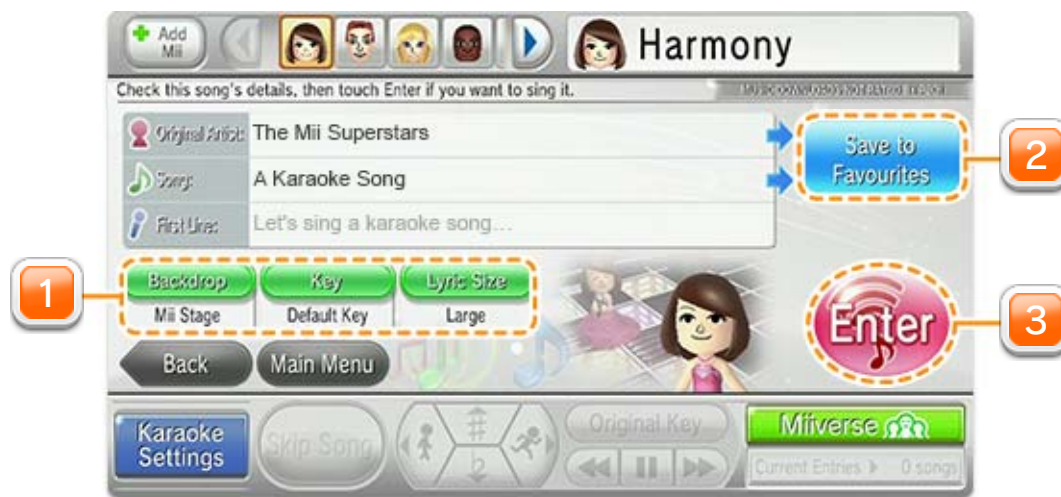 Add
Mii
Harmony
Check this song's details, then touch Enter if you want to sing it.
Original Artist: The Mii Superstars
Song: A Karaoke Song
First Line: Let's sing a karaoke song...
Save to
Favourites
2
1
Backdrop Key Lyric Size
Mii Stage Default Key Large
Enter
3
Back Main Menu
Karaoke
Settings
Skip Song
#
b
Original Key
Miiverse
Current Entries 0 songs